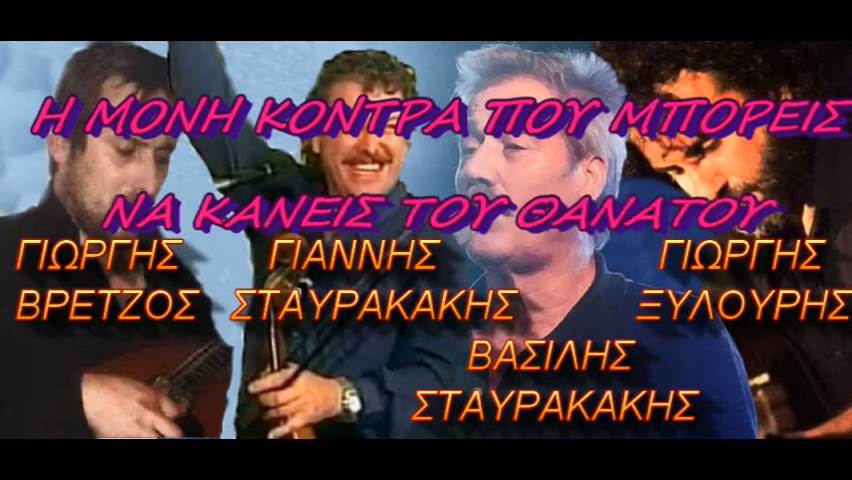 Η ΜΟΝΗ ΚΟΝΤΡΑ ΠΟΥ ΜΠΟΡΕΙΣ
ΝΑ ΚΑΝΕΙΣ ΤΟΥ ΘΑΝΑΤΟΥ
ΓΙΩΡΓΗΣ ΓΙΑΝΝΗΣ ΓΙΩΡΓΗΣ
ΒΡΕΤΖΟΣ ΣΤΑΥΡΑΚΑΚΗΣ ΞΥΛΟΥΡΗΣ
ΒΑΣΙΛΗΣ
ΣΤΑΥΡΑΚΑΚΗΣ